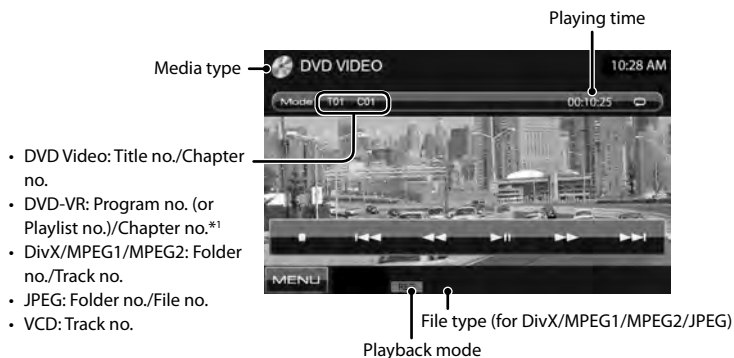 Playing time
Media type
DVD VIDEO
10:28 AM
Mode T01 C01
00:10:25
• DVD Video: Title no./Chapter
no.
• DVD-VR: Program no. (or
Playlist no.)/Chapter no.*1
• DivX/MPEG1/MPEG2: Folder
no./Track no.
• JPEG: Folder no./File no.
• VCD: Track no.
MENU
File type (for DivX/MPEG1/MPEG2/JPEG)
Playback mode